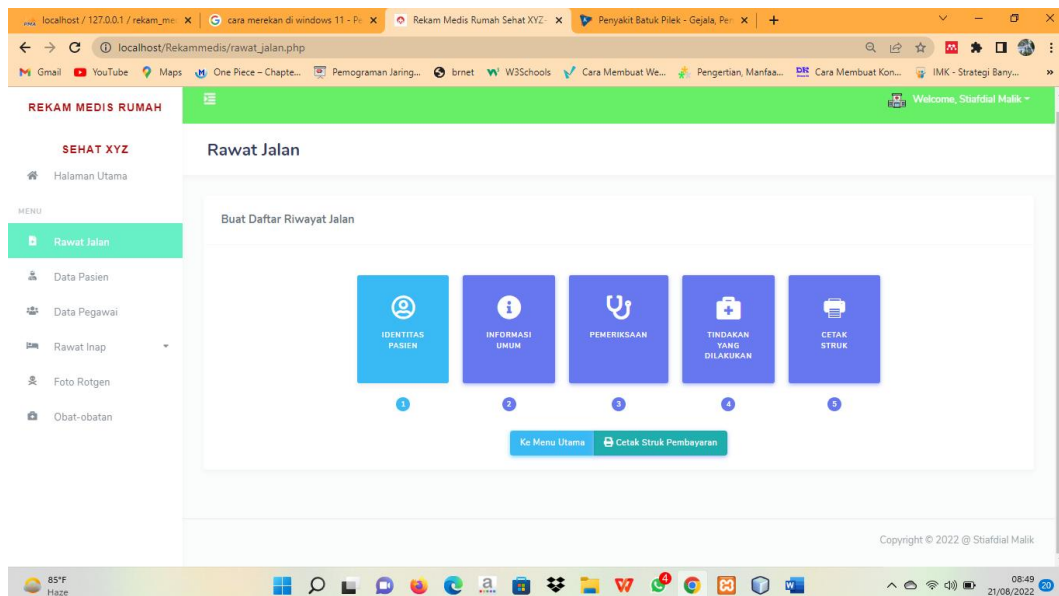 localhost / 127.0.0.1 / rekam_me
cara merekan di windows 11 - Pe
Rekam Medis Rumah Sehat XYZ-
Penyakit Batuk Pilek - Gejala, Pen
localhost/Rekammedis/rawat_jalan.php
Gmail YouTube Maps One Piece – Chapte... Pemograman Jaring... brnet W³Schools Cara Membuat We... Pengertian, Manfaa... Cara Membuat Kon... IMK - Strategi Bany... »
REKAM MEDIS RUMAH
SEHAT XYZ
Welcome, Stiafdial Malik
Halaman Utama
MENU
Rawat Jalan
Data Pasien
Data Pegawai
Rawat Inap
Foto Rotgen
Obat-obatan
Rawat Jalan
Buat Daftar Riwayat Jalan
IDENTITAS
PASIEN
1
INFORMASI
UMUM
2
PEMERIKSAAN
3
TINDAKAN
YANG
DILAKUKAN
4
CETAK
STRUK
5
Ke Menu Utama
Cetak Struk Pembayaran
Copyright © 2022 @ Stiafdial Malik
85°F
Haze
08:49
21/08/2022
20